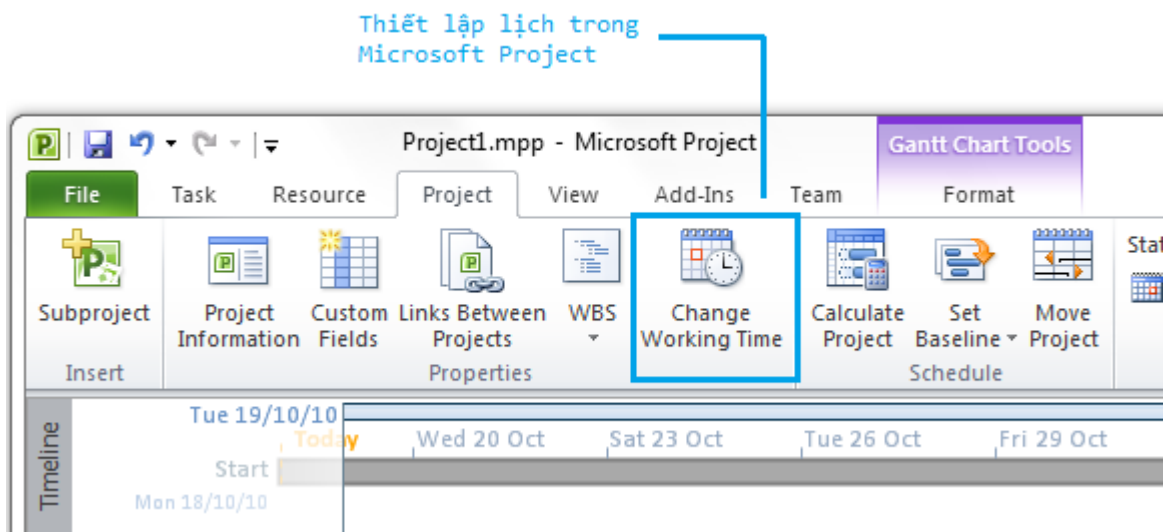 Thiết lập lịch trong
Microsoft Project
Project1.mpp - Microsoft Project
Gantt Chart Tools
File Task Resource Project View Add-Ins Team Format
Subproject
Project
Information
Custom
Fields
Links Between
Projects
WBS
Change
Working Time
Calculate
Project
Set
Baseline
Move
Project
Stat
Insert
Properties
Schedule
Timeline
Tue 19/10/10
Today
Wed 20 Oct
Sat 23 Oct
Tue 26 Oct
Fri 29 Oct
Start
Mon 18/10/10